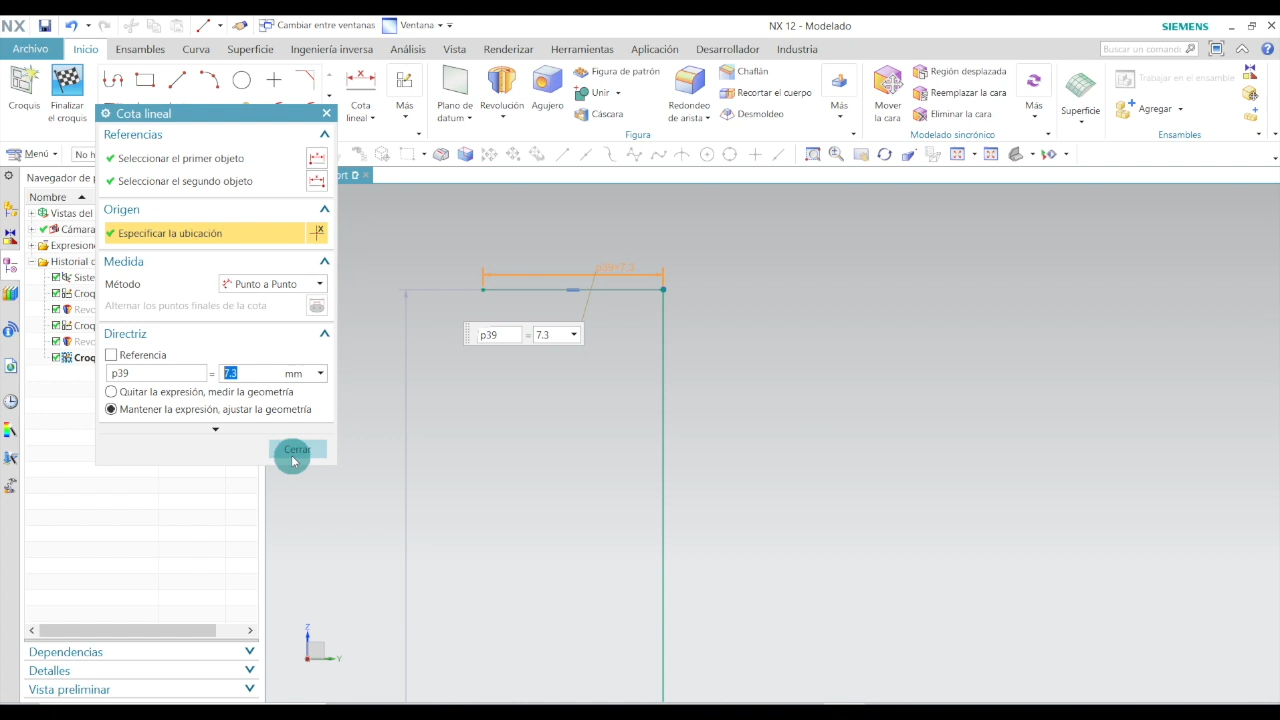 NX
Cambiar entre ventanas
Ventana
NX 12 - Modelado
SIEMENS
Archivo
Inicio
Ensambles
Curva
Superficie
Ingeniería inversa
Análisis
Vista
Renderizar
Herramientas
Aplicación
Desarrollador
Industria
Buscar un comando
Croquis
Finalizar
el croquis
Cota
lineal
Más
Plano de
datum
Revolución
Agujero
Figura de patrón
Unir
Cáscara
Redondeo
de arista
Chaflán
Recortar el cuerpo
Desmoldeo
Más
Mover
la cara
Región desplazada
Reemplazar la cara
Eliminar la cara
Más
Superficie
Trabajar en el ensamble
Agregar
Figura
Modelado sincrónico
Ensambles
Menú
No h
Navegador de p
Nombre
Vistas del
Cámara
Expresione
Historial d
Siste
Croq
Revo
Croq
Revo
Croq
Dependencias
Detalles
Vista preliminar
Cota lineal
Referencias
Seleccionar el primer objeto
Seleccionar el segundo objeto
Origen
Especificar la ubicación
Medida
Método
Punto a Punto
Alternar los puntos finales de la cota
Directriz
Referencia
p39 = 7.3 mm
Quitar la expresión, medir la geometría
Mantener la expresión, ajustar la geometría
Cerrar
p39=7.3
p39 = 7.3
Z
Y